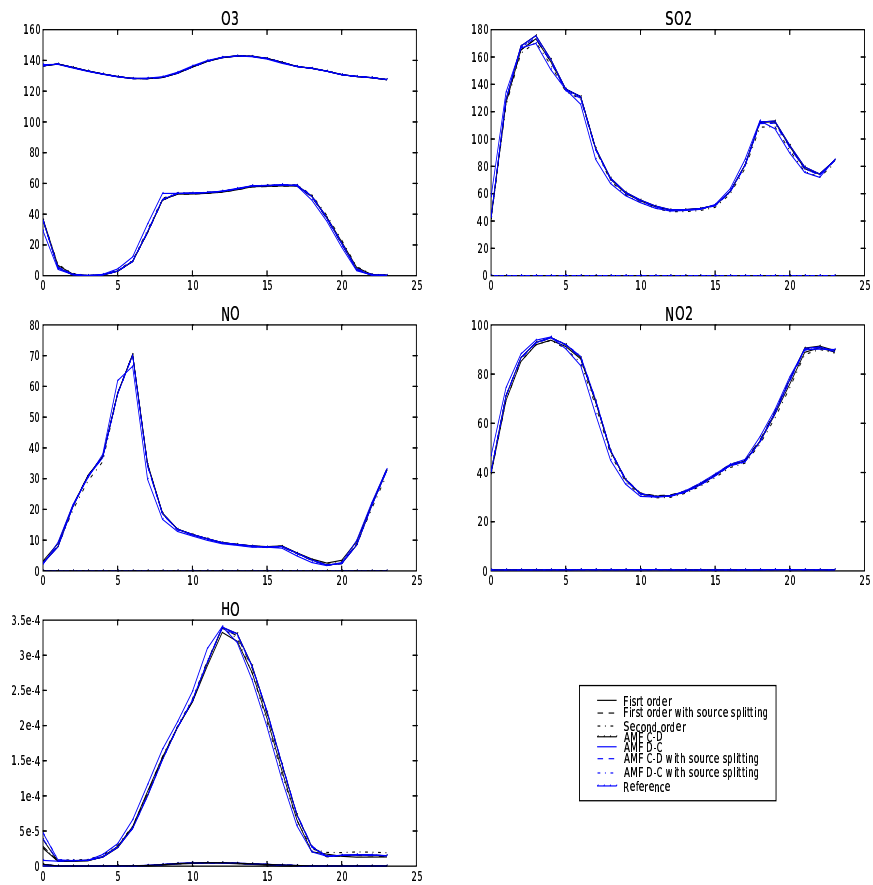 O3
160
140
120
100
80
60
40
20
0
0 5 10 15 20 25
SO2
180
160
140
120
100
80
60
40
20
0
0 5 10 15 20 25
NO
80
70
60
50
40
30
20
10
0
0 5 10 15 20 25
NO2
100
80
60
40
20
0
0 5 10 15 20 25
HO
3.5e-4
3e-4
2.5e-4
2e-4
1.5e-4
1e-4
5e-5
0
0 5 10 15 20 25
Fisrt order
First order with source splitting
Second order
AMF C-D
AMF D-C
AMF C-D with source splitting
AMF D-C with source splitting
Reference